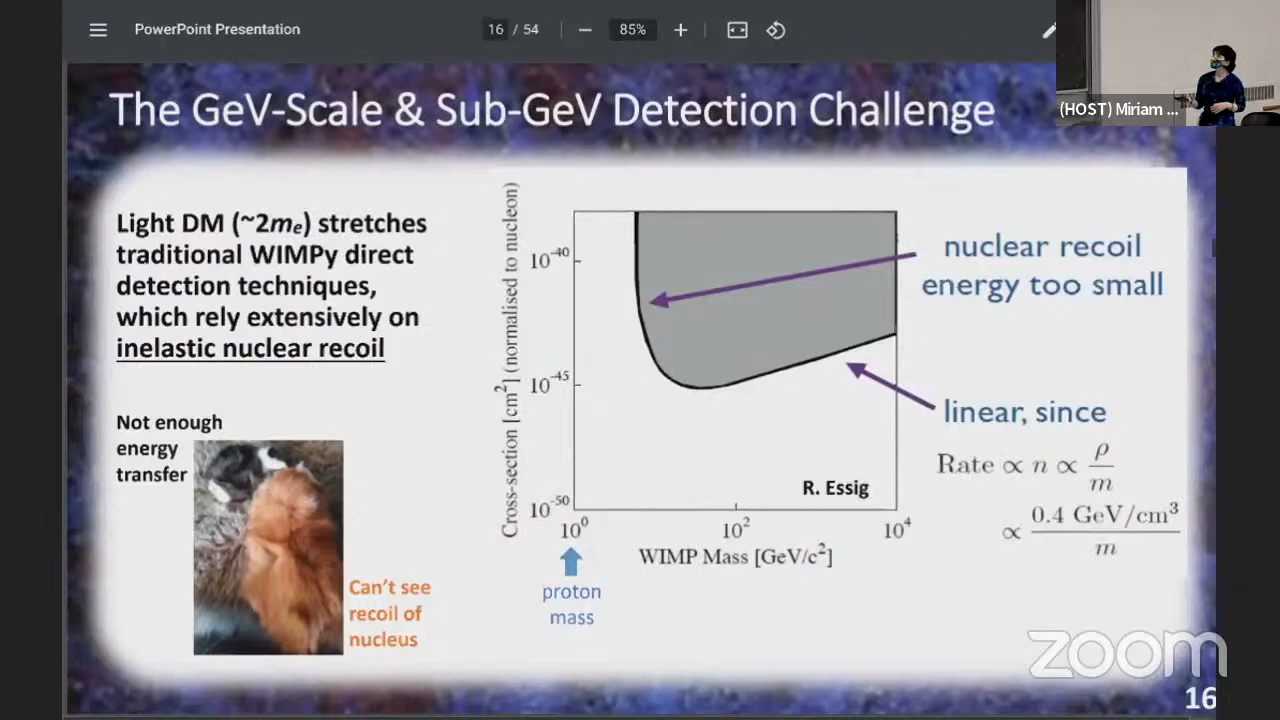 PowerPoint Presentation
16 / 54
85%
(HOST) Miriam ...
The GeV-Scale & Sub-GeV Detection Challenge
Light DM (~2mₑ) stretches
traditional WIMPy direct
detection techniques,
which rely extensively on
inelastic nuclear recoil
Not enough
energy
transfer
Can't see
recoil of
nucleus
Cross-section [cm²] (normalised to nucleon)
10⁻⁴⁰
10⁻⁴⁵
10⁻⁵⁰
10⁰
10²
10⁴
WIMP Mass [GeV/c²]
R. Essig
proton
mass
nuclear recoil
energy too small
linear, since
Rate ∝ n ∝ ρ/m
∝ 0.4 GeV/cm³/m
zoom
16